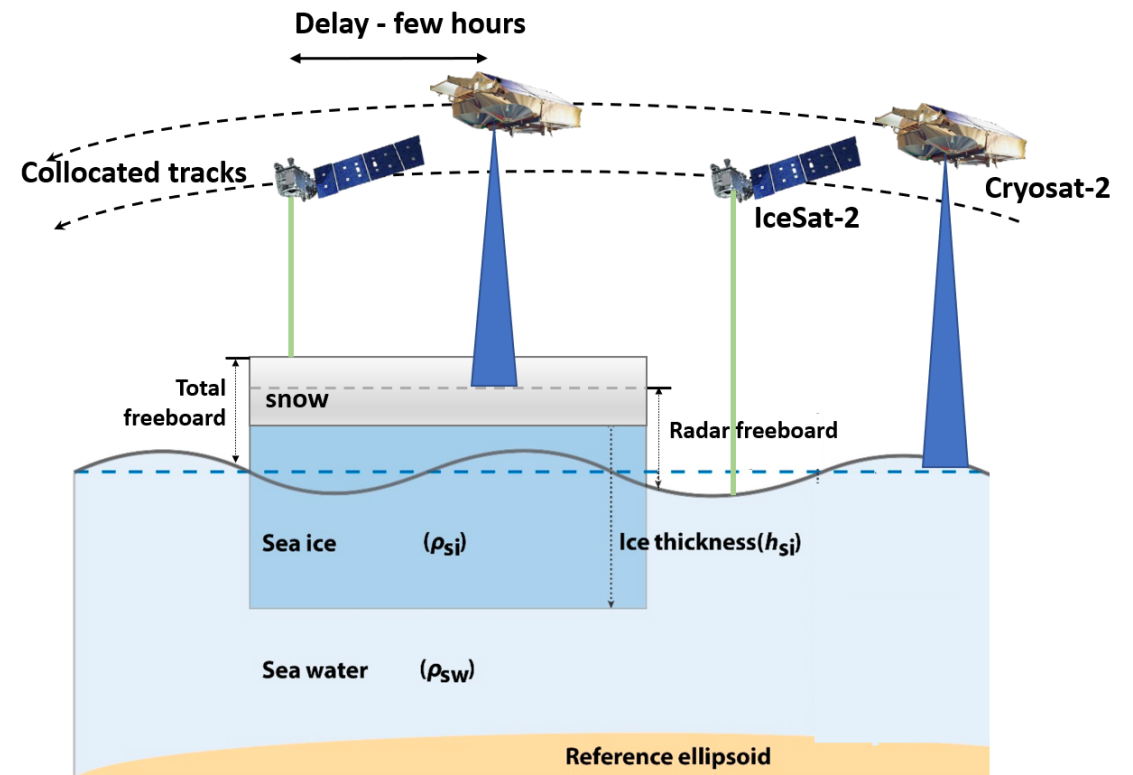 Delay - few hours
Collocated tracks
Cryosat-2
IceSat-2
Total
freeboard
snow
Radar freeboard
Sea ice (ρsi)
Ice thickness(hsi)
Sea water (ρsw)
Reference ellipsoid